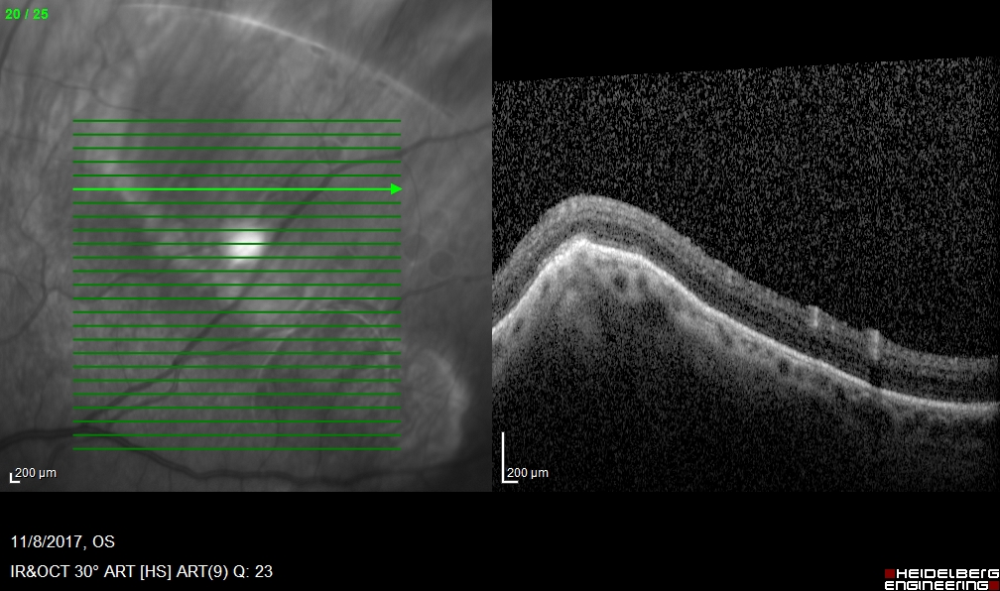 20 / 25
200 µm
200 µm
11/8/2017, OS
IR&OCT 30° ART [HS] ART(9) Q: 23
HEIDELBERG
ENGINEERING